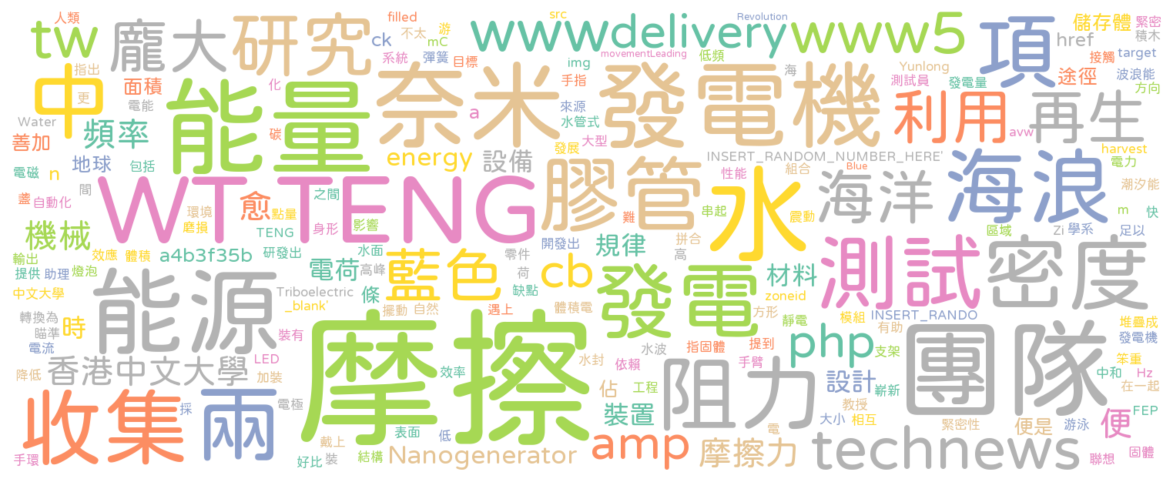 人類
tw
指出
龐大
研究
filled
不太
游
src
ck
mC
系統
彈簧
目標
wwwdelivery
Revolution
movementLeading
低頻
img
手指
www5
海
項
href
儲存體
緊密
積木
接觸
target
途徑
波浪能
方向
中
更
面積
電能
化
能量
奈米
來源
水管式
發展
大型
發電機
測試員
Yunlong
發電量
利用
再生
avw
harvest
電力
Water
善加
頻率
碳
a
energy
設備
INSERT_RANDOM_NUMBER_HERE'
組合
Blue
性能
潮汐能
電磁
n
地球
包括
間
盞
自動化
WT
TENG
膠管
難
串起
水
震動
海洋
海浪
m
快
區域
Zi
學系
足以
機械
環境
磨損
愈
點量
之間
身形
影響
TENG
輸出
效應
體積
a4b3f35b
研發出
水面
電荷
高峰
藍色
零件
荷
開發出
缺點
cb
規律
拼合
高
材料
測試
密度
提供
助理
燈泡
中文大學
能源
Triboelectric
_blank'
條
擺動
自然
遇上
體積電
發電
方形
靜電
zoneid
模組
INSERT_RANDO
有助
堆疊成
發電機
轉換為
瞄準
電流
時
裝有
香港中文大學
LED
加裝
降低
摩擦
效率
水封
水波
依賴
指固體
提到
手臂
php
支架
嶄新
設計
團隊
笨重
中和
Hz
在一起
收集
兩
採
電極
手環
戴上
好比
裝
表面
結構
低
佔
工程
裝置
阻力
教授
大小
相互
緊密性
便是
游泳
便
FEP
聯想
固體
Nanogenerator
amp
電
摩擦力
technews